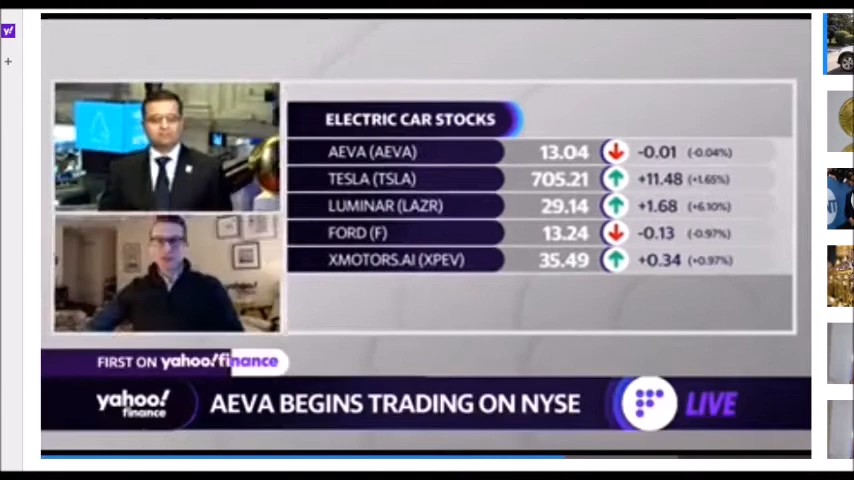 y!
+
ELECTRIC CAR STOCKS
AEVA (AEVA) 13.04 -0.01 (-0.04%)
TESLA (TSLA) 705.21 +11.48 (+1.65%)
LUMINAR (LAZR) 29.14 +1.68 (+6.10%)
FORD (F) 13.24 -0.13 (-0.97%)
XMOTORS.AI (XPEV) 35.49 +0.34 (+0.97%)
FIRST ON yahoo!finance
yahoo!
finance
AEVA BEGINS TRADING ON NYSE
LIVE